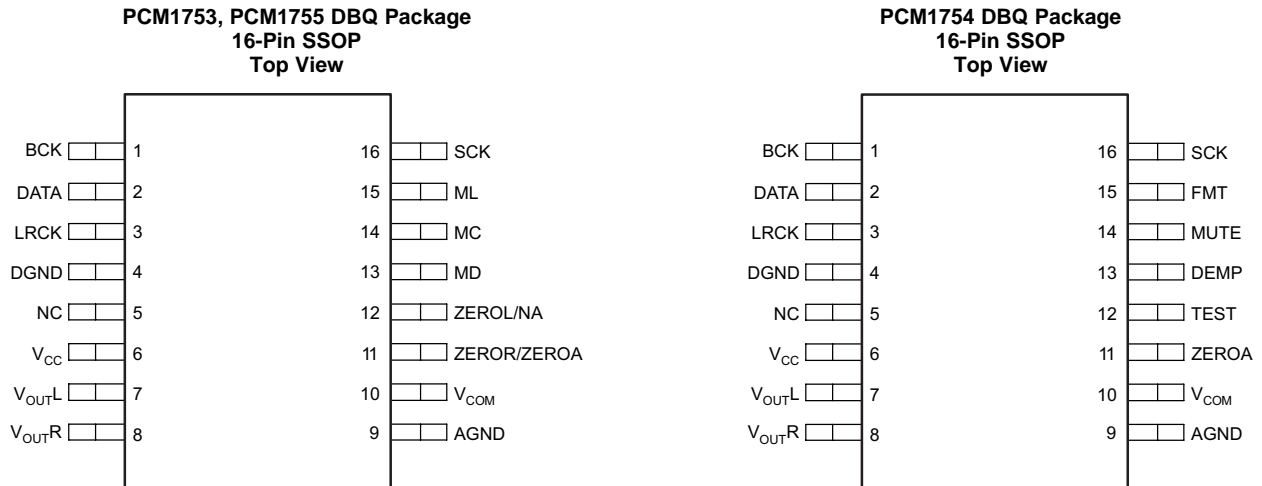 PCM1753, PCM1755 DBQ Package
16-Pin SSOP
Top View
BCK 1 16 SCK
DATA 2 15 ML
LRCK 3 14 MC
DGND 4 13 MD
NC 5 12 ZEROL/NA
VCC 6 11 ZEROR/ZEROA
VOUTL 7 10 VCOM
VOUTR 8 9 AGND
PCM1754 DBQ Package
16-Pin SSOP
Top View
BCK 1 16 SCK
DATA 2 15 FMT
LRCK 3 14 MUTE
DGND 4 13 DEMP
NC 5 12 TEST
VCC 6 11 ZEROA
VOUTL 7 10 VCOM
VOUTR 8 9 AGND